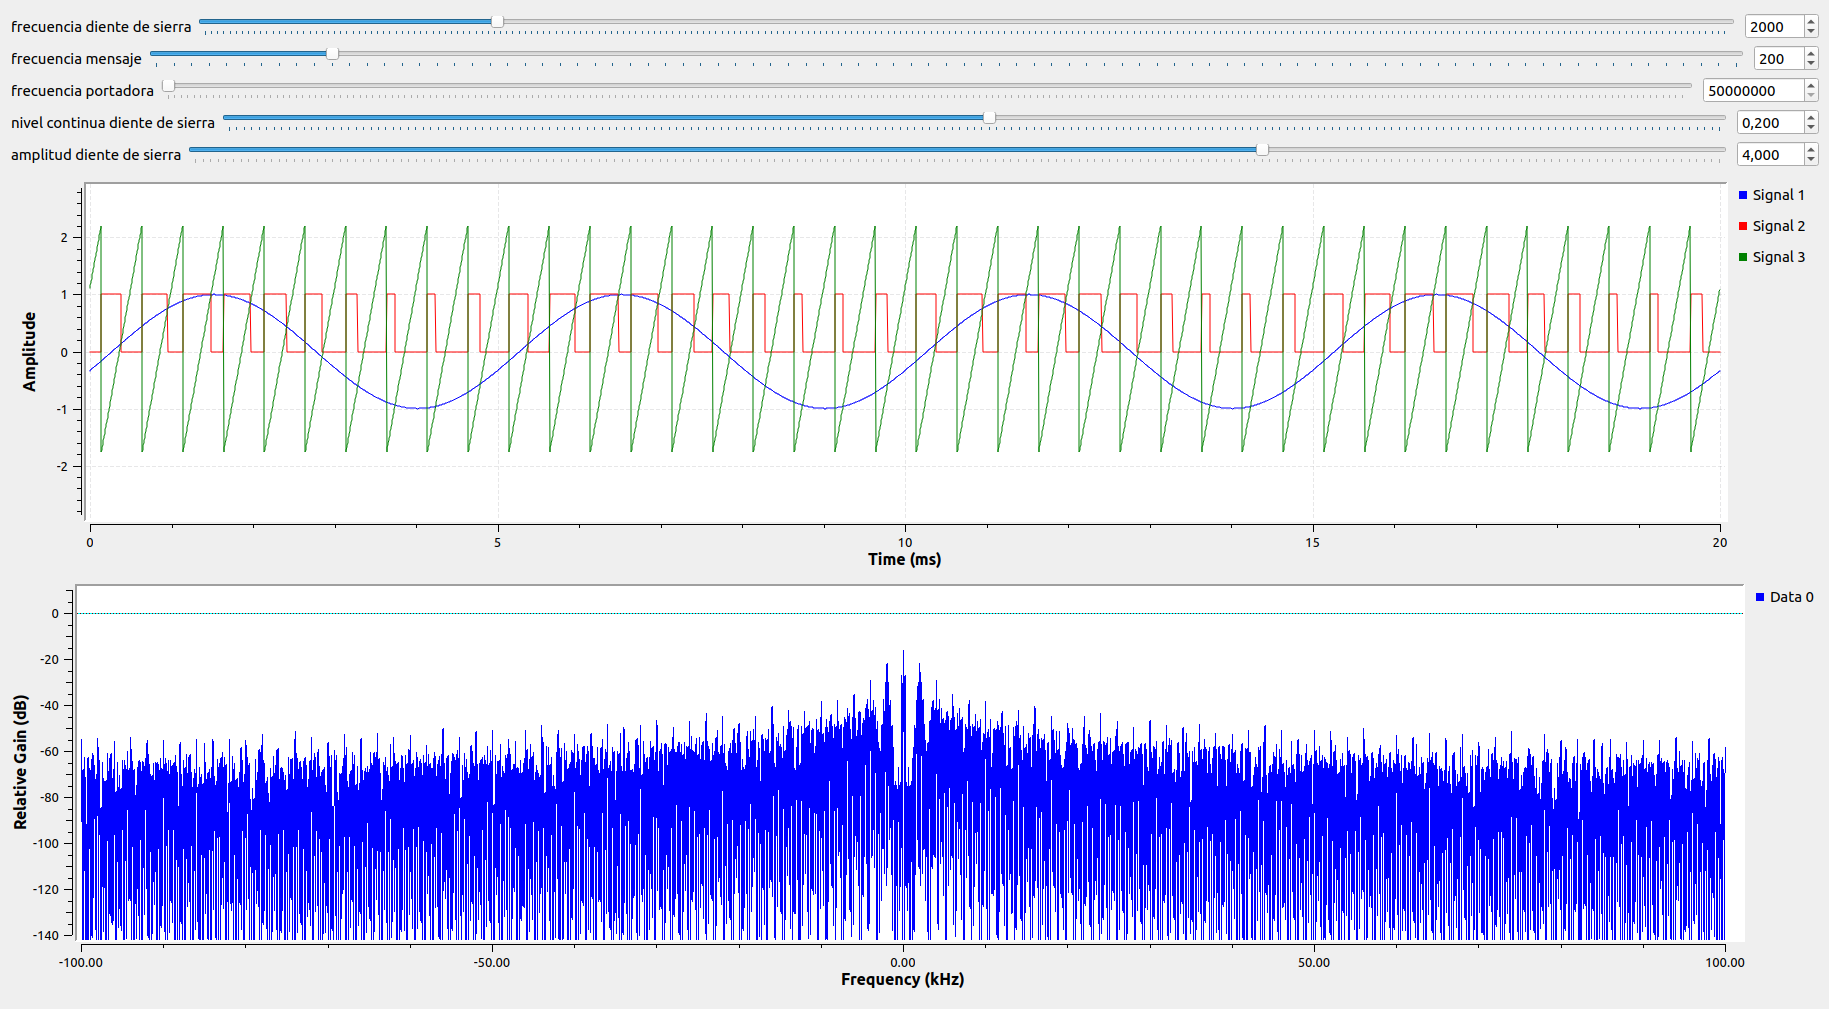 frecuencia diente de sierra 2000
frecuencia mensaje 200
frecuencia portadora 50000000
nivel continua diente de sierra 0,200
amplitud diente de sierra 4,000
Signal 1
Signal 2
Signal 3
Amplitude
2
1
0
-1
-2
0 5 10 15 20
Time (ms)
Data 0
Relative Gain (dB)
0
-20
-40
-60
-80
-100
-120
-140
-100.00 -50.00 0.00 50.00 100.00
Frequency (kHz)